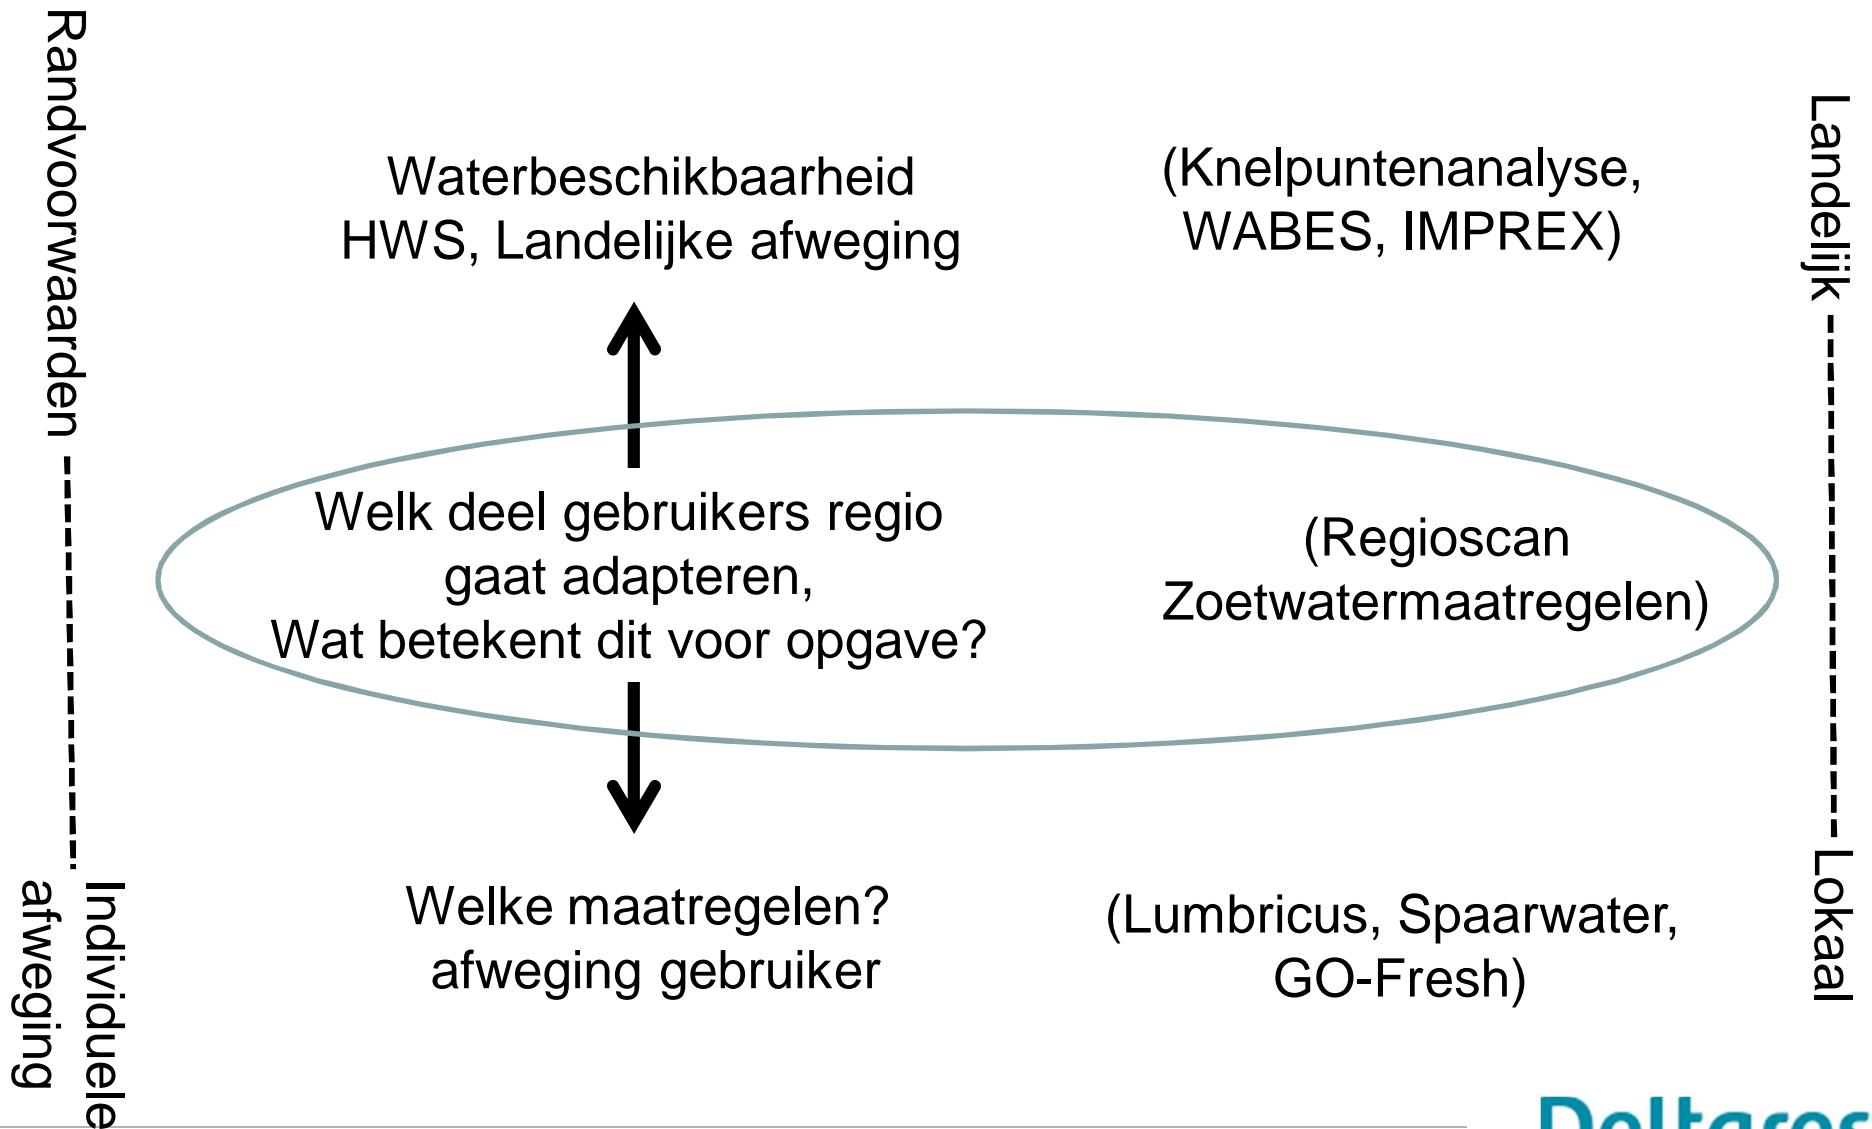 Randvoorwaarden
Waterbeschikbaarheid
HWS, Landelijke afweging
(Knelpuntenanalyse,
WABES, IMPREX)
Landelijk
Welk deel gebruikers regio
gaat adapteren,
Wat betekent dit voor opgave?
(Regioscan
Zoetwatermaatregelen)
Individuele
afweging
Welke maatregelen?
afweging gebruiker
(Lumbricus, Spaarwater,
GO-Fresh)
Lokaal
Deltares